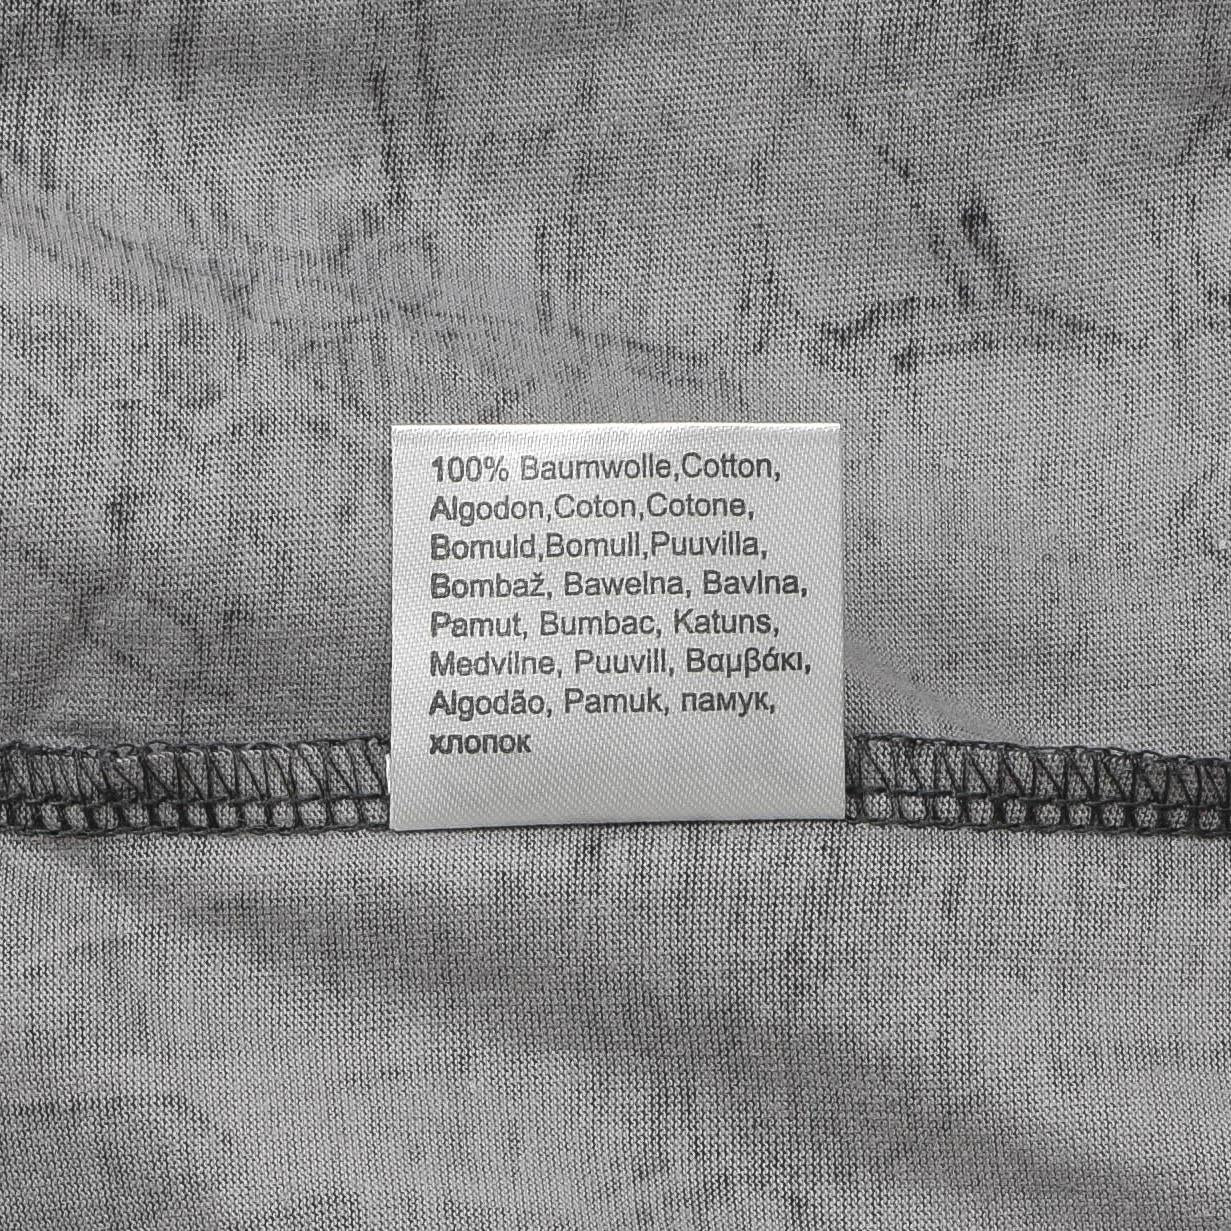 100% Baumwolle,Cotton,
Algodon,Coton,Cotone,
Bomuld,Bomull,Puuvilla,
Bombaž, Bawelna, Bavlna,
Pamut, Bumbac, Katuns,
Medvilne, Puuvill, Βαμβάκι,
Algodão, Pamuk, памук,
хлопок